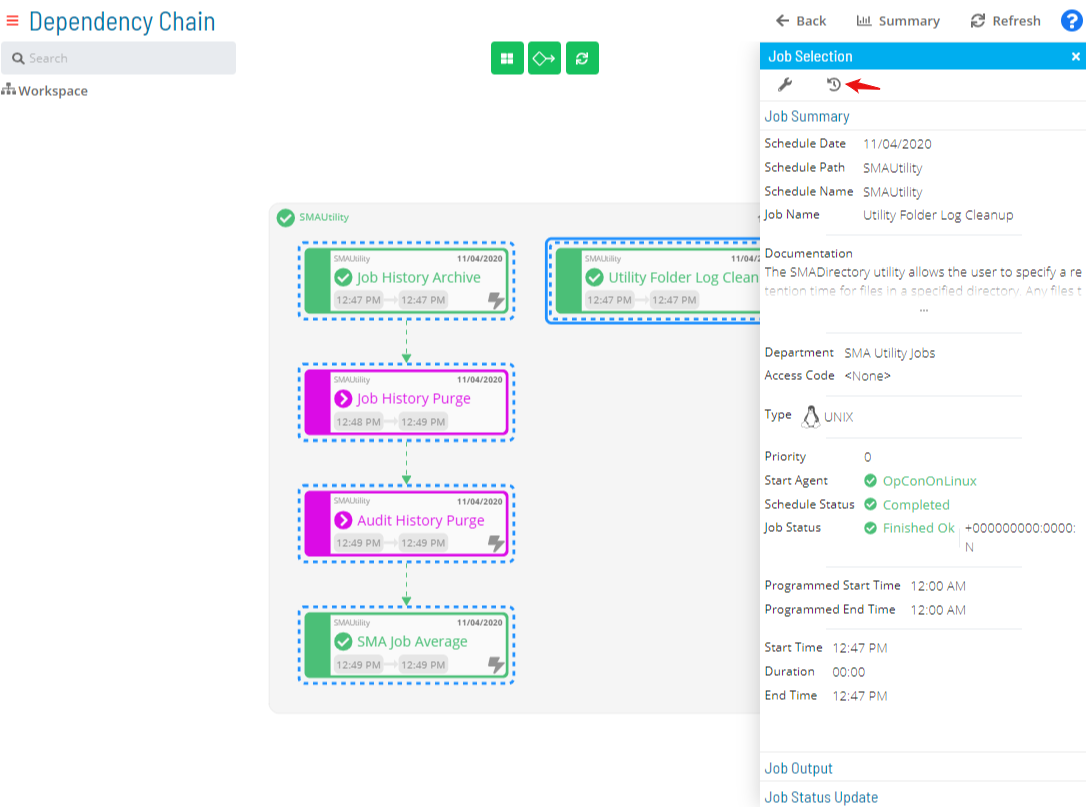 Dependency Chain
Back
Summary
Refresh
?
Search
Workspace
SMAUtility
SMAUtility
11/04/2020
Job History Archive
12:47 PM
12:47 PM
SMAUtility
11/04/2
Utility Folder Log Clean
12:47 PM
12:47 PM
SMAUtility
11/04/2020
Job History Purge
12:48 PM
12:49 PM
SMAUtility
11/04/2020
Audit History Purge
12:49 PM
12:49 PM
SMAUtility
11/04/2020
SMA Job Average
12:49 PM
12:49 PM
Job Selection
Job Summary
Schedule Date 11/04/2020
Schedule Path SMAUtility
Schedule Name SMAUtility
Job Name Utility Folder Log Cleanup
Documentation
The SMADirectory utility allows the user to specify a re
tention time for files in a specified directory. Any files t
...
Department SMA Utility Jobs
Access Code <None>
Type UNIX
Priority 0
Start Agent OpConOnLinux
Schedule Status Completed
Job Status Finished Ok +000000000:0000:
N
Programmed Start Time 12:00 AM
Programmed End Time 12:00 AM
Start Time 12:47 PM
Duration 00:00
End Time 12:47 PM
Job Output
Job Status Update